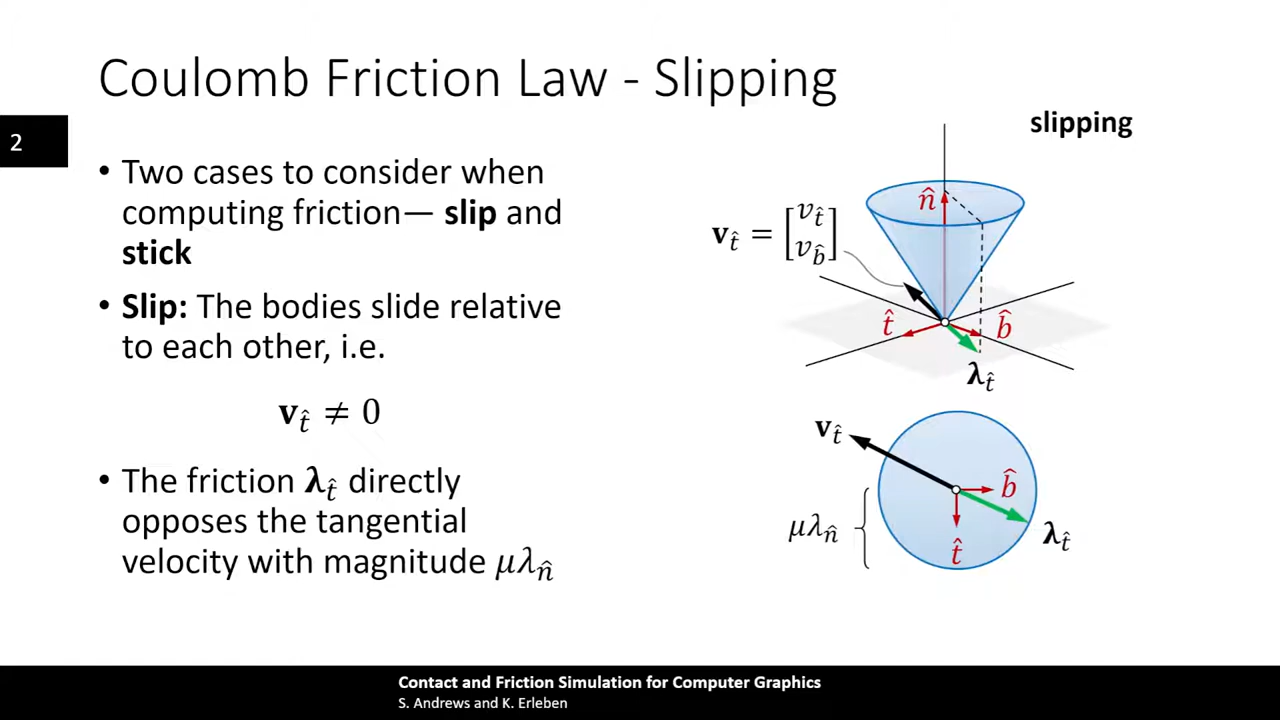 Coulomb Friction Law - Slipping
2
• Two cases to consider when
computing friction— slip and
stick
• Slip: The bodies slide relative
to each other, i.e.
𝐯_t̂ ≠ 0
• The friction 𝛌_t̂ directly
opposes the tangential
velocity with magnitude μλ_n̂
slipping
n̂
𝐯_t̂ = [v_t̂ v_b̂]
t̂
b̂
𝛌_t̂
𝐯_t̂
b̂
μλ_n̂
t̂
𝛌_t̂
Contact and Friction Simulation for Computer Graphics
S. Andrews and K. Erleben